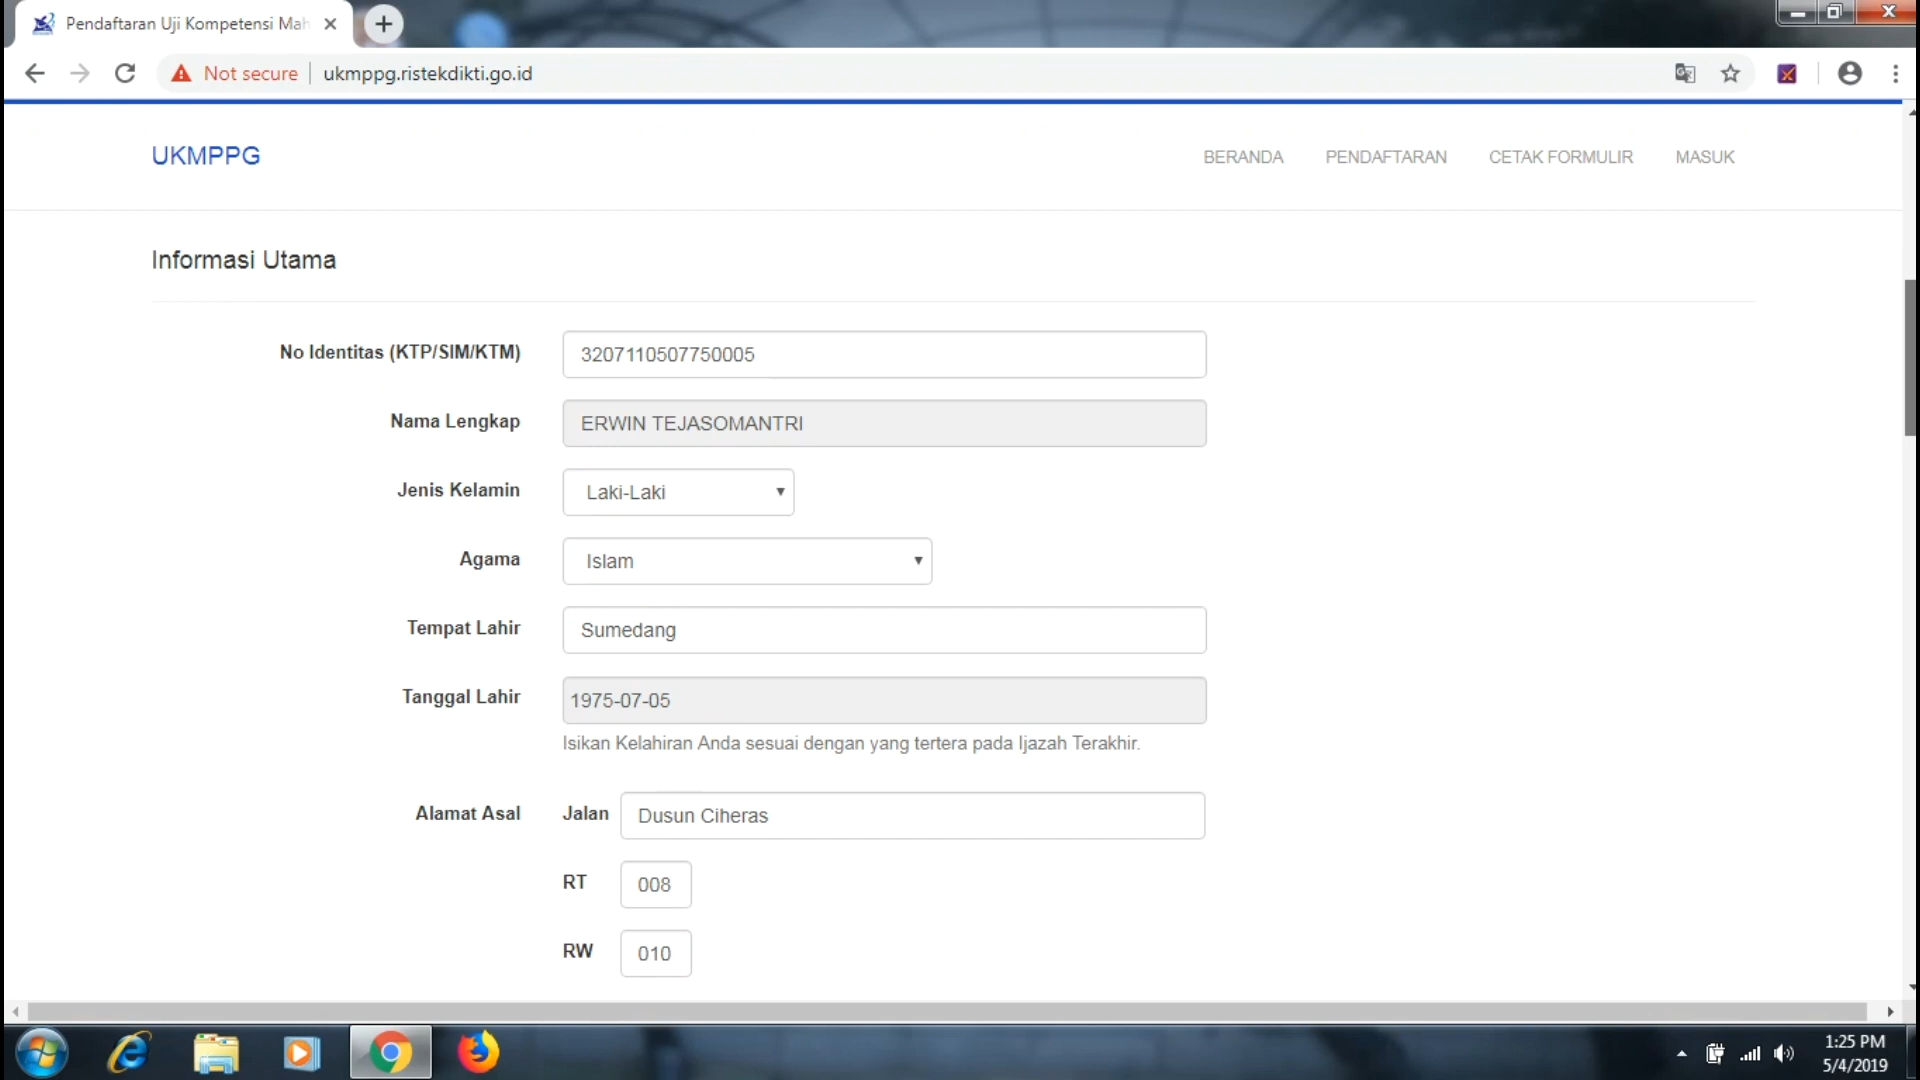 Pendaftaran Uji Kompetensi Mah
Not secure ukmppg.ristekdikti.go.id
UKMPPG BERANDA PENDAFTARAN CETAK FORMULIR MASUK
Informasi Utama
No Identitas (KTP/SIM/KTM) 3207110507750005
Nama Lengkap ERWIN TEJASOMANTRI
Jenis Kelamin Laki-Laki
Agama Islam
Tempat Lahir Sumedang
Tanggal Lahir 1975-07-05
Isikan Kelahiran Anda sesuai dengan yang tertera pada Ijazah Terakhir.
Alamat Asal Jalan Dusun Ciheras
RT 008
RW 010
1:25 PM
5/4/2019